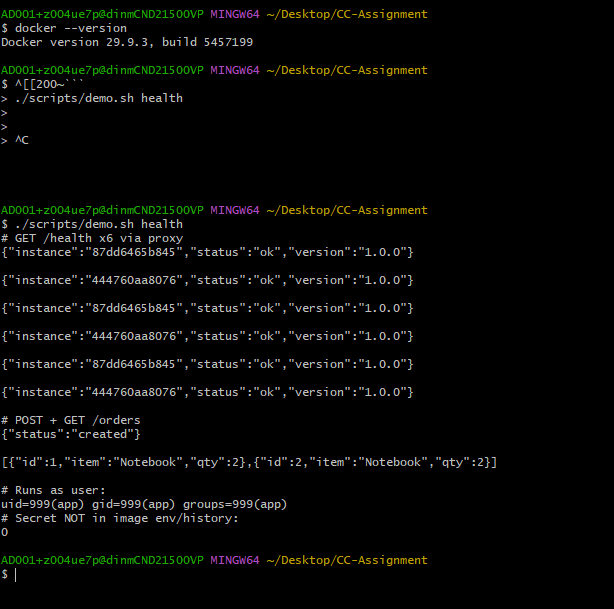 AD001+z004ue7p@dinmCND21500VP MINGW64 ~/Desktop/CC-Assignment
$ docker --version
Docker version 29.9.3, build 5457199
AD001+z004ue7p@dinmCND21500VP MINGW64 ~/Desktop/CC-Assignment
$ ^[[200~```
> ./scripts/demo.sh health
>
>
> ^C
AD001+z004ue7p@dinmCND21500VP MINGW64 ~/Desktop/CC-Assignment
$ ./scripts/demo.sh health
# GET /health x6 via proxy
{"instance":"87dd6465b845","status":"ok","version":"1.0.0"}
{"instance":"444760aa8076","status":"ok","version":"1.0.0"}
{"instance":"87dd6465b845","status":"ok","version":"1.0.0"}
{"instance":"444760aa8076","status":"ok","version":"1.0.0"}
{"instance":"87dd6465b845","status":"ok","version":"1.0.0"}
{"instance":"444760aa8076","status":"ok","version":"1.0.0"}
# POST + GET /orders
{"status":"created"}
[{"id":1,"item":"Notebook","qty":2},{"id":2,"item":"Notebook","qty":2}]
# Runs as user:
uid=999(app) gid=999(app) groups=999(app)
# Secret NOT in image env/history:
0
AD001+z004ue7p@dinmCND21500VP MINGW64 ~/Desktop/CC-Assignment
$